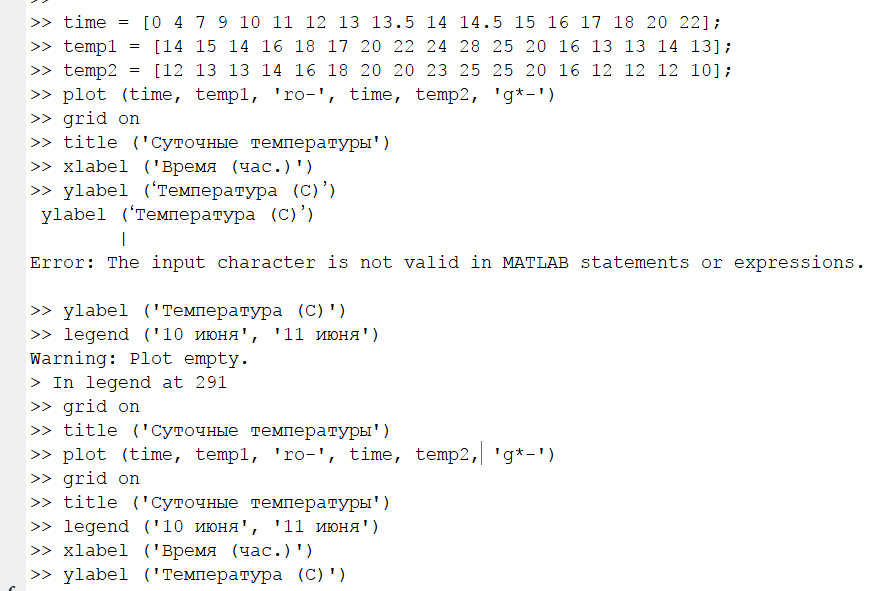 >> time = [0 4 7 9 10 11 12 13 13.5 14 14.5 15 16 17 18 20 22];
>> temp1 = [14 15 14 16 18 17 20 22 24 28 25 20 16 13 13 14 13];
>> temp2 = [12 13 13 14 16 18 20 20 23 25 25 20 16 12 12 12 10];
>> plot (time, temp1, 'ro-', time, temp2, 'g*-')
>> grid on
>> title ('Суточные температуры')
>> xlabel ('Время (час.)')
>> ylabel (‘Температура (С)’)
 ylabel (‘Температура (С)’)
|
Error: The input character is not valid in MATLAB statements or expressions.
>> ylabel ('Температура (С)')
>> legend ('10 июня', '11 июня')
Warning: Plot empty.
> In legend at 291
>> grid on
>> title ('Суточные температуры')
>> plot (time, temp1, 'ro-', time, temp2, 'g*-')
>> grid on
>> title ('Суточные температуры')
>> legend ('10 июня', '11 июня')
>> xlabel ('Время (час.)')
>> ylabel ('Температура (С)')